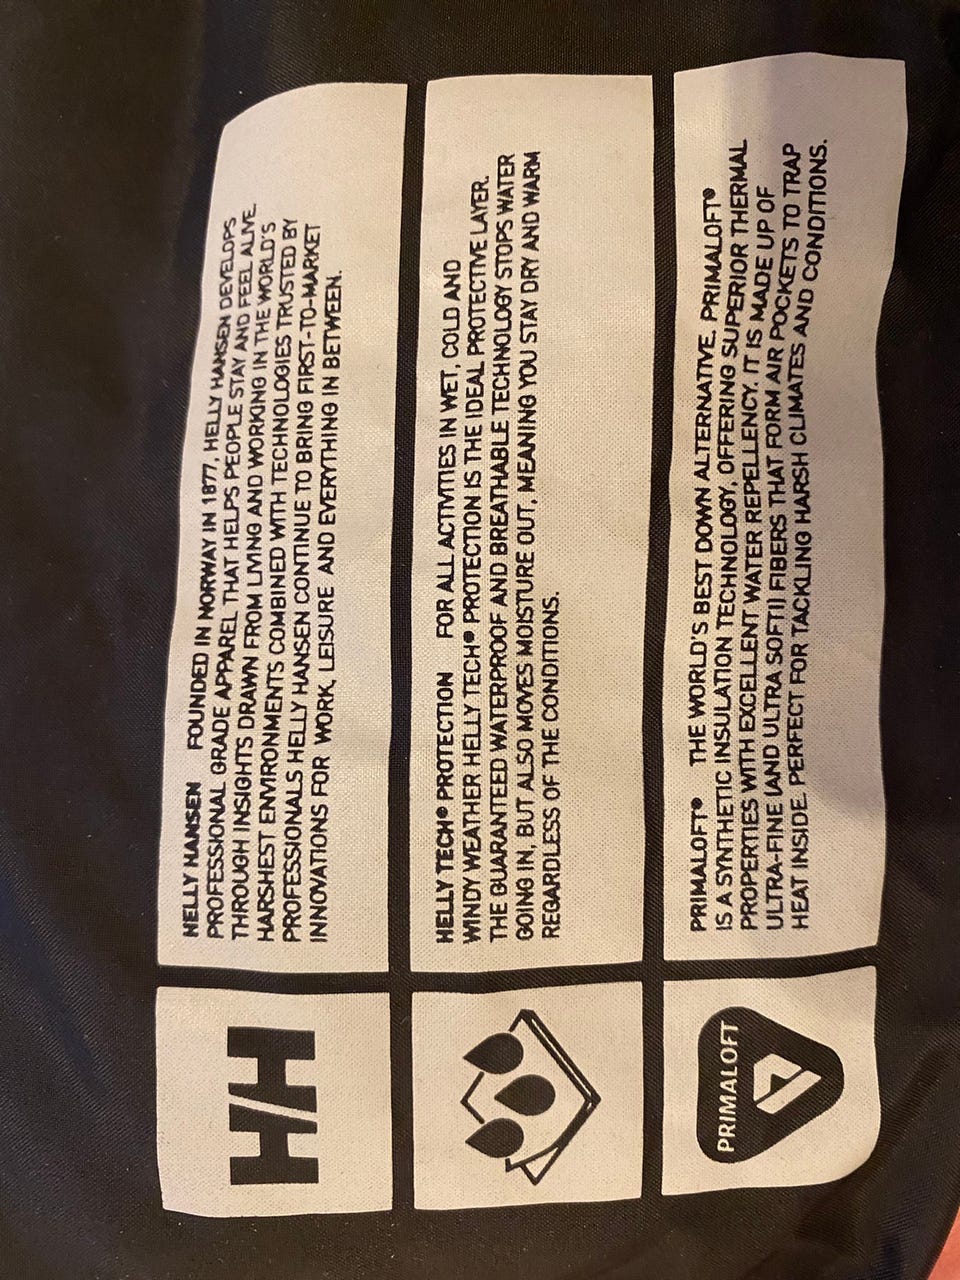 HELLY HANSEN FOUNDED IN NORWAY IN 1877, HELLY HANSEN DEVELOPS
PROFESSIONAL GRADE APPAREL THAT HELPS PEOPLE STAY AND FEEL ALIVE.
THROUGH INSIGHTS DRAWN FROM LIVING AND WORKING IN THE WORLD'S
HARSHEST ENVIRONMENTS COMBINED WITH TECHNOLOGIES TRUSTED BY
PROFESSIONALS HELLY HANSEN CONTINUE TO BRING FIRST-TO-MARKET
INNOVATIONS FOR WORK, LEISURE AND EVERYTHING IN BETWEEN.
HH
HELLY TECH® PROTECTION FOR ALL ACTIVITIES IN WET, COLD AND
WINDY WEATHER HELLY TECH® PROTECTION IS THE IDEAL PROTECTIVE LAYER.
THE GUARANTEED WATERPROOF AND BREATHABLE TECHNOLOGY STOPS WATER
GOING IN, BUT ALSO MOVES MOISTURE OUT, MEANING YOU STAY DRY AND WARM
REGARDLESS OF THE CONDITIONS.
PRIMALOFT® THE WORLD'S BEST DOWN ALTERNATIVE. PRIMALOFT®
IS A SYNTHETIC INSULATION TECHNOLOGY, OFFERING SUPERIOR THERMAL
PROPERTIES WITH EXCELLENT WATER REPELLENCY. IT IS MADE UP OF
ULTRA-FINE (AND ULTRA SOFT!) FIBERS THAT FORM AIR POCKETS TO TRAP
HEAT INSIDE. PERFECT FOR TACKLING HARSH CLIMATES AND CONDITIONS.
PRIMALOFT